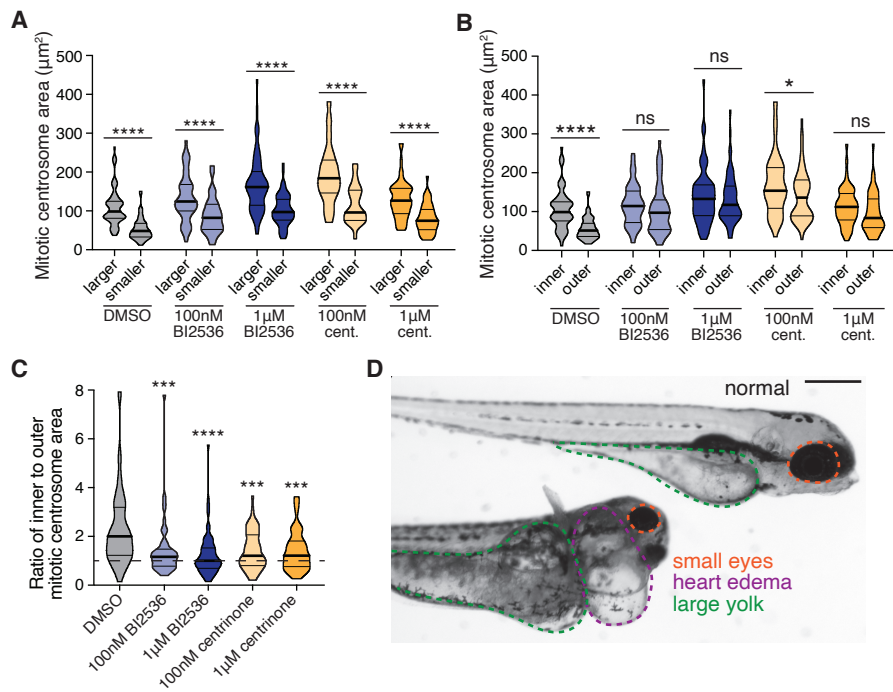 A
Mitotic centrosome area (μm²)
500
400
300
200
100
0
**** **** **** **** ****
larger smaller larger smaller larger smaller larger smaller larger smaller
DMSO 100nM BI2536 1μM BI2536 100nM cent. 1μM cent.
B
Mitotic centrosome area (μm²)
500
400
300
200
100
0
**** ns ns * ns
inner outer inner outer inner outer inner outer inner outer
DMSO 100nM BI2536 1μM BI2536 100nM cent. 1μM cent.
C
Ratio of inner to outer
mitotic centrosome area
8
6
4
2
0
*** **** *** ***
DMSO 100nM BI2536 1μM BI2536 100nM centrinone 1μM centrinone
D
normal
small eyes
heart edema
large yolk